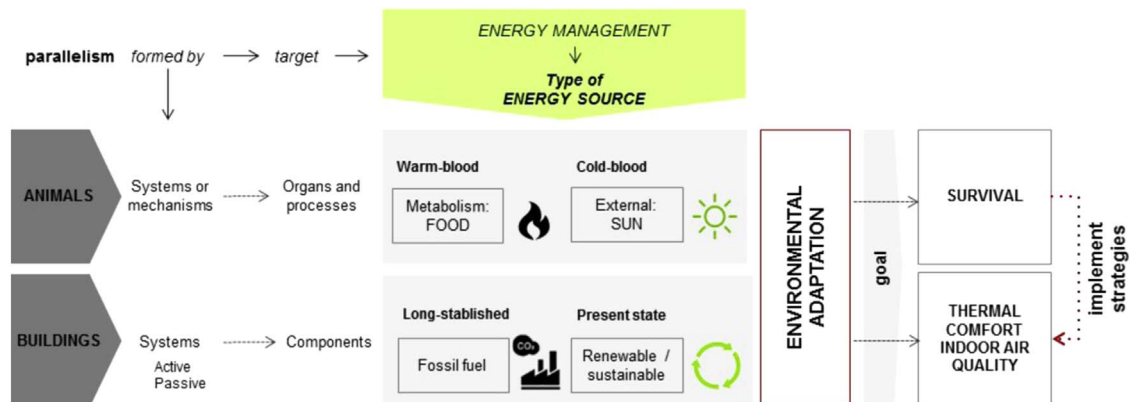 ENERGY MANAGEMENT
parallelism formed by target
Type of
ENERGY SOURCE
ANIMALS
Systems or
mechanisms
Organs and
processes
Warm-blood
Metabolism:
FOOD
Cold-blood
External:
SUN
BUILDINGS
Systems
Active
Passive
Components
Long-stablished
Fossil fuel
CO₂
Present state
Renewable /
sustainable
ENVIRONMENTAL
ADAPTATION
goal
SURVIVAL
THERMAL
COMFORT
INDOOR AIR
QUALITY
implement
strategies